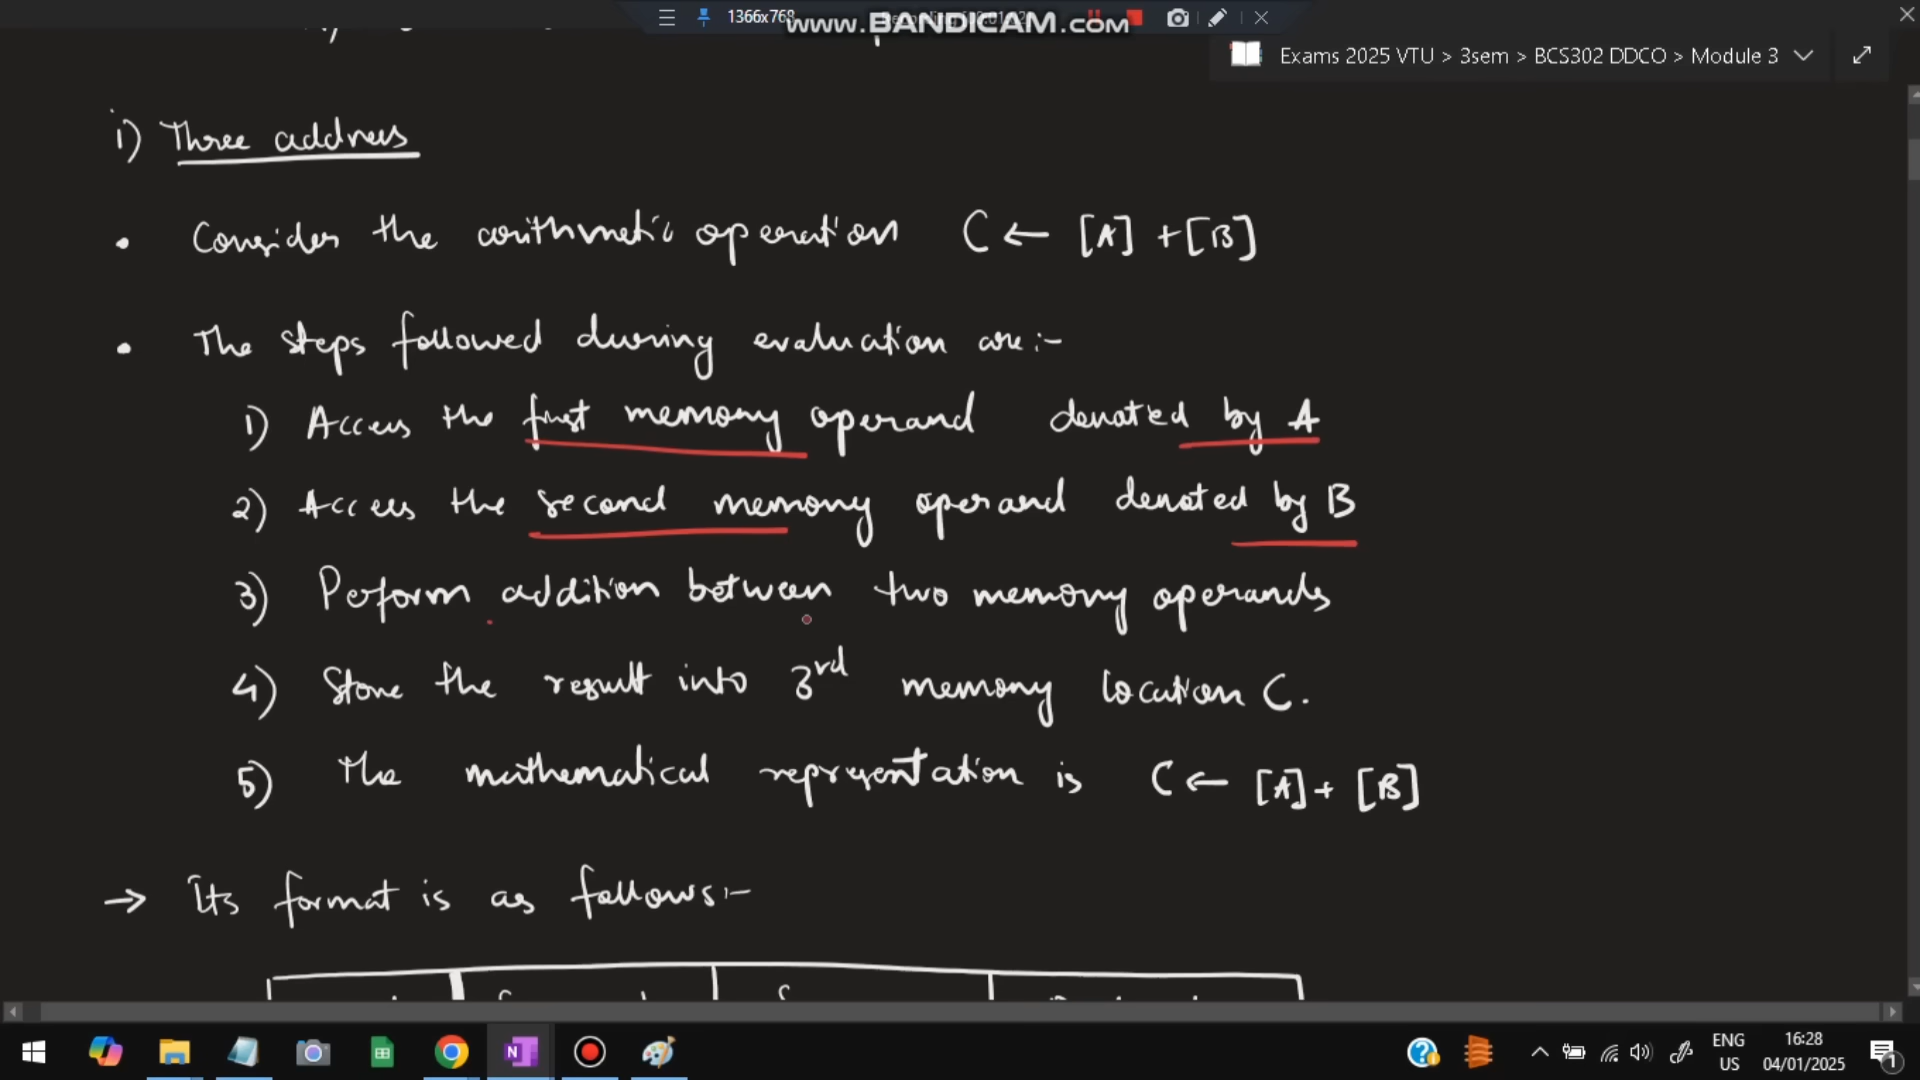 1366x768
www.BANDICAM.com
Exams 2025 VTU > 3sem > BCS302 DDCO > Module 3
i) Three address
• Consider the arithmetic operation C ← [A] + [B]
• The steps followed during evaluation are:-
1) Access the first memory operand denoted by A
2) Access the second memory operand denoted by B
3) Perform addition between two memory operands
4) Store the result into 3rd memory location C.
5) The mathematical representation is C ← [A] + [B]
→ Its format is as follows:-
ENG
US
16:28
04/01/2025
1